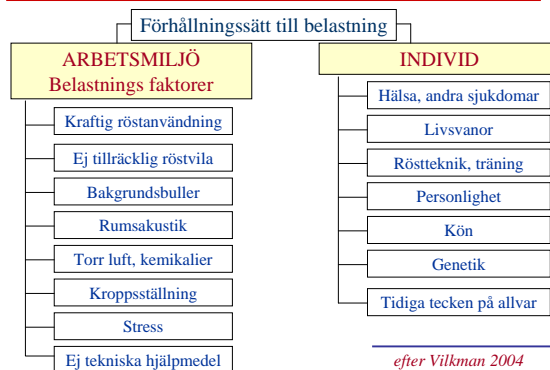 Förhållningssätt till belastning
ARBETSMILJÖ
Belastnings faktorer
Kraftig röstanvändning
Ej tillräcklig röstvila
Bakgrundsbuller
Rumsakustik
Torr luft, kemikalier
Kroppsställning
Stress
Ej tekniska hjälpmedel
INDIVID
Hälsa, andra sjukdomar
Livsvanor
Röstteknik, träning
Personlighet
Kön
Genetik
Tidiga tecken på allvar
efter Vilkman 2004